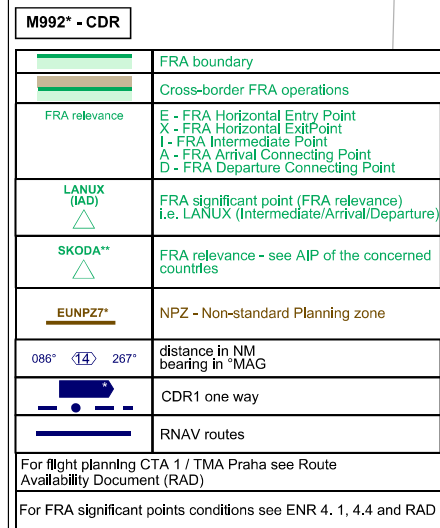 M992* - CDR
FRA boundary
Cross-border FRA operations
FRA relevance
E - FRA Horizontal Entry Point
X - FRA Horizontal ExitPoint
I - FRA Intermediate Point
A - FRA Arrival Connecting Point
D - FRA Departure Connecting Point
LANUX
(IAD)
FRA significant point (FRA relevance)
i.e. LANUX (Intermediate/Arrival/Departure)
SKODA**
FRA relevance - see AIP of the concerned
countries
EUNPZ7*
NPZ - Non-standard Planning zone
086° 14 267°
distance in NM
bearing in °MAG
*
CDR1 one way
RNAV routes
For flight planning CTA 1 / TMA Praha see Route
Availability Document (RAD)
For FRA significant points conditions see ENR 4. 1, 4.4 and RAD